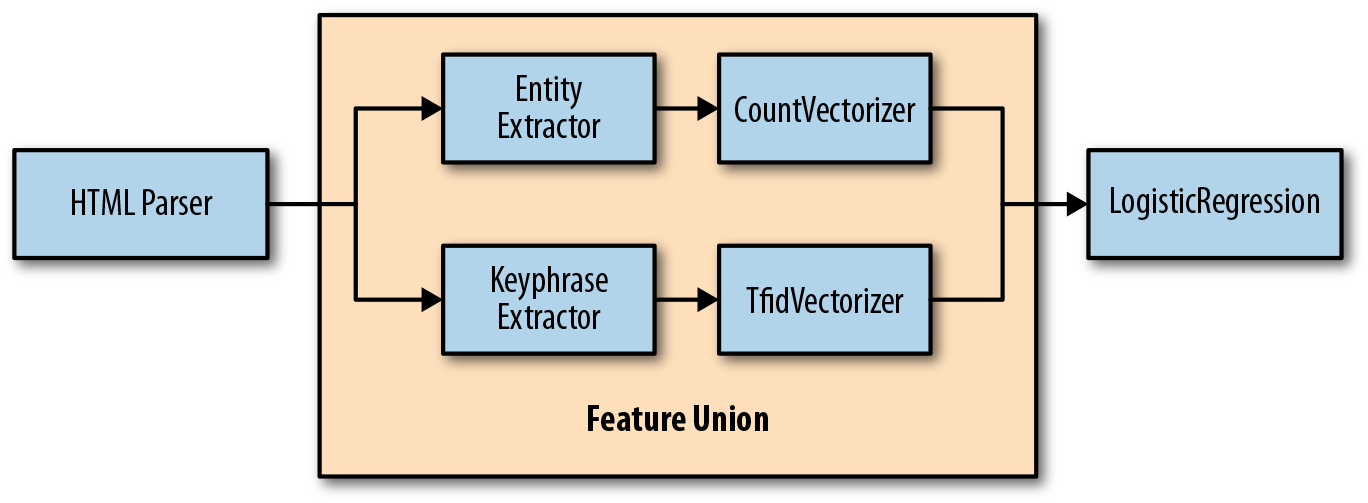 HTML Parser
Entity
Extractor
CountVectorizer
Keyphrase
Extractor
TfidVectorizer
LogisticRegression
Feature Union